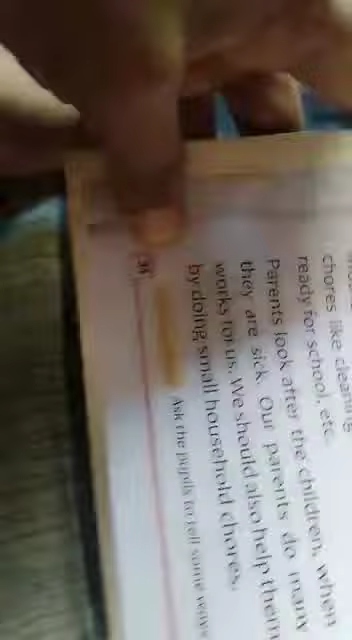 chores like cleaning
ready for school, etc.
Parents look after the children, when
they are sick. Our parents do many
works for us. We should also help them
by doing small household chores.
Ask the pupils to tell some